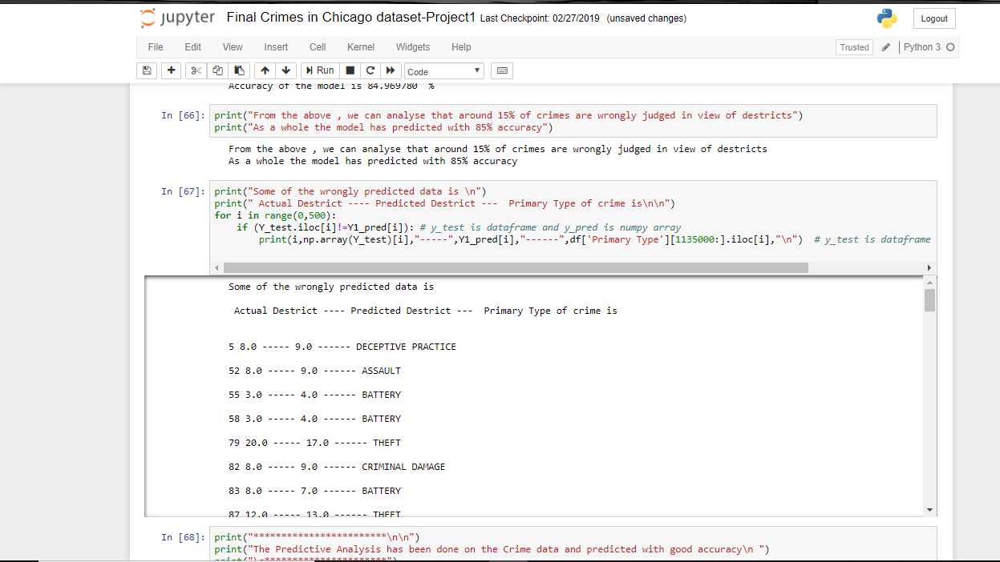 jupyter Final Crimes in Chicago dataset-Project1 Last Checkpoint: 02/27/2019 (unsaved changes) Logout
File Edit View Insert Cell Kernel Widgets Help Trusted Python 3
Run Code
Accuracy of the model is 84.969780 %
In [66]: print("From the above , we can analyse that around 15% of crimes are wrongly judged in view of destricts")
print("As a whole the model has predicted with 85% accuracy")
From the above , we can analyse that around 15% of crimes are wrongly judged in view of destricts
As a whole the model has predicted with 85% accuracy
In [67]: print("Some of the wrongly predicted data is \n")
print(" Actual Destrict ---- Predicted Destrict ---  Primary Type of crime is\n\n")
for i in range(0,500):
    if (Y_test.iloc[i]!=Y1_pred[i]): # y_test is dataframe and y_pred is numpy array
        print(i,np.array(Y_test)[i],"-----",Y1_pred[i],"------",df['Primary Type'][1135000:].iloc[i],"\n")  # y_test is dataframe
Some of the wrongly predicted data is
Actual Destrict ---- Predicted Destrict ---  Primary Type of crime is
5 8.0 ----- 9.0 ------ DECEPTIVE PRACTICE
52 8.0 ----- 9.0 ------ ASSAULT
55 3.0 ----- 4.0 ------ BATTERY
58 3.0 ----- 4.0 ------ BATTERY
79 20.0 ----- 17.0 ------ THEFT
82 8.0 ----- 9.0 ------ CRIMINAL DAMAGE
83 8.0 ----- 7.0 ------ BATTERY
87 12.0 ----- 13.0 ------ THEFT
In [68]: print("************************\n\n")
print("The Predictive Analysis has been done on the Crime data and predicted with good accuracy\n ")